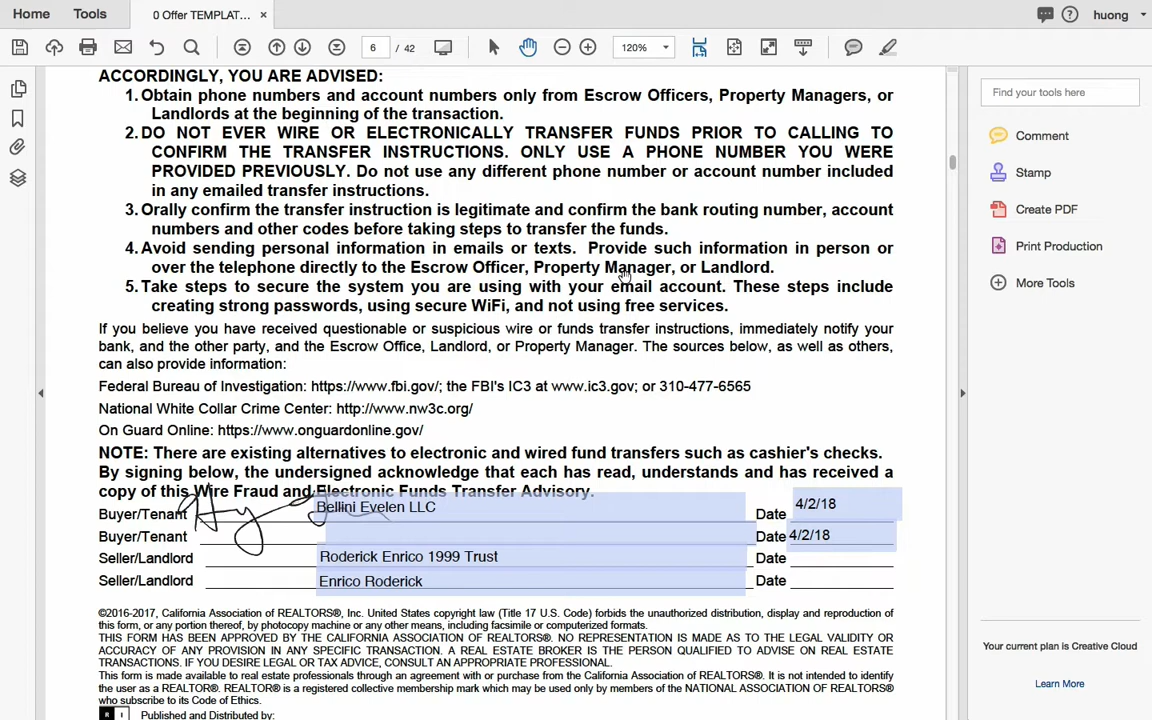 Home Tools 0 Offer TEMPLAT... × huong
6 / 42 120%
ACCORDINGLY, YOU ARE ADVISED:
1. Obtain phone numbers and account numbers only from Escrow Officers, Property Managers, or
Landlords at the beginning of the transaction.
2. DO NOT EVER WIRE OR ELECTRONICALLY TRANSFER FUNDS PRIOR TO CALLING TO
CONFIRM THE TRANSFER INSTRUCTIONS. ONLY USE A PHONE NUMBER YOU WERE
PROVIDED PREVIOUSLY. Do not use any different phone number or account number included
in any emailed transfer instructions.
3. Orally confirm the transfer instruction is legitimate and confirm the bank routing number, account
numbers and other codes before taking steps to transfer the funds.
4. Avoid sending personal information in emails or texts. Provide such information in person or
over the telephone directly to the Escrow Officer, Property Manager, or Landlord.
5. Take steps to secure the system you are using with your email account. These steps include
creating strong passwords, using secure WiFi, and not using free services.
If you believe you have received questionable or suspicious wire or funds transfer instructions, immediately notify your
bank, and the other party, and the Escrow Office, Landlord, or Property Manager. The sources below, as well as others,
can also provide information:
Federal Bureau of Investigation: https://www.fbi.gov/; the FBI's IC3 at www.ic3.gov; or 310-477-6565
National White Collar Crime Center: http://www.nw3c.org/
On Guard Online: https://www.onguardonline.gov/
NOTE: There are existing alternatives to electronic and wired fund transfers such as cashier's checks.
By signing below, the undersigned acknowledge that each has read, understands and has received a
copy of this Wire Fraud and Electronic Funds Transfer Advisory.
Buyer/Tenant Bellini Evelen LLC Date 4/2/18
Buyer/Tenant Date 4/2/18
Seller/Landlord Roderick Enrico 1999 Trust Date
Seller/Landlord Enrico Roderick Date
©2016-2017, California Association of REALTORS®, Inc. United States copyright law (Title 17 U.S. Code) forbids the unauthorized distribution, display and reproduction of
this form, or any portion thereof, by photocopy machine or any other means, including facsimile or computerized formats.
THIS FORM HAS BEEN APPROVED BY THE CALIFORNIA ASSOCIATION OF REALTORS®. NO REPRESENTATION IS MADE AS TO THE LEGAL VALIDITY OR
ACCURACY OF ANY PROVISION IN ANY SPECIFIC TRANSACTION. A REAL ESTATE BROKER IS THE PERSON QUALIFIED TO ADVISE ON REAL ESTATE
TRANSACTIONS. IF YOU DESIRE LEGAL OR TAX ADVICE, CONSULT AN APPROPRIATE PROFESSIONAL.
This form is made available to real estate professionals through an agreement with or purchase from the California Association of REALTORS®. It is not intended to identify
the user as a REALTOR®. REALTOR® is a registered collective membership mark which may be used only by members of the NATIONAL ASSOCIATION OF REALTORS®
who subscribe to its Code of Ethics.
R I Published and Distributed by:
Find your tools here
Comment
Stamp
Create PDF
Print Production
More Tools
Your current plan is Creative Cloud
Learn More